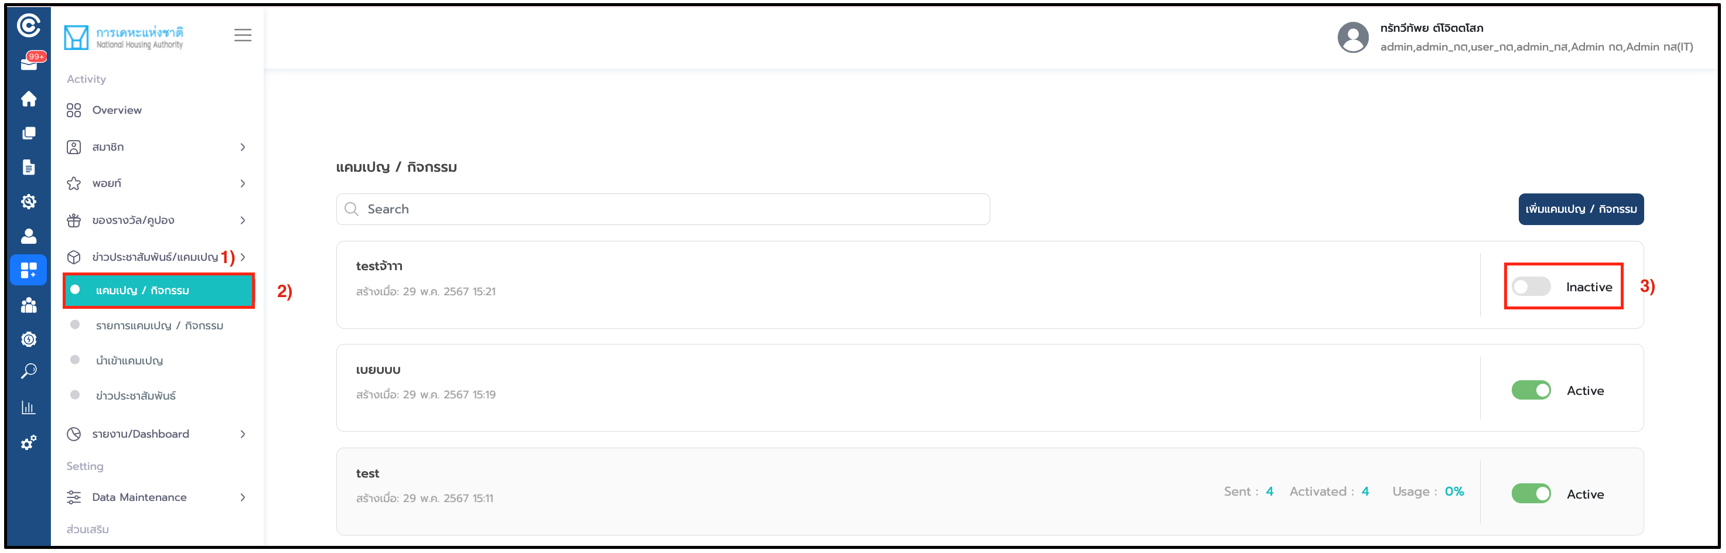 99+
การเคหะแห่งชาติ
National Housing Authority
ทรัทวีทัพย ต์โจิตตโสภ
admin,admin_กต,user_กต,admin_กส,Admin กต,Admin กส(IT)
Activity
Overview
สมาชิก
พอยท์
ของรางวัล/คูปอง
ข่าวประชาสัมพันธ์/แคมเปญ 1)
แคมเปญ / กิจกรรม 2)
รายการแคมเปญ / กิจกรรม
นำเข้าแคมเปญ
ข่าวประชาสัมพันธ์
รายงาน/Dashboard
Setting
Data Maintenance
ส่วนเสริม
แคมเปญ / กิจกรรม
Search
เพิ่มแคมเปญ / กิจกรรม
testจ้าาา
สร้างเมื่อ: 29 พ.ค. 2567 15:21
Inactive 3)
เบยบบบ
สร้างเมื่อ: 29 พ.ค. 2567 15:19
Active
test
สร้างเมื่อ: 29 พ.ค. 2567 15:11
Sent : 4 Activated : 4 Usage : 0%
Active